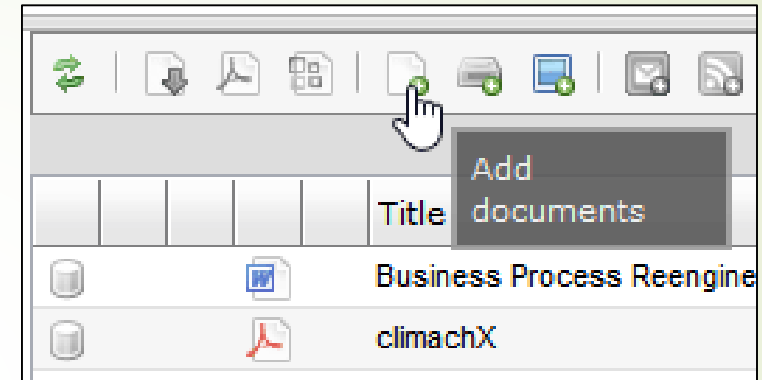 Add
documents
Title
Business Process Reengine
climachX